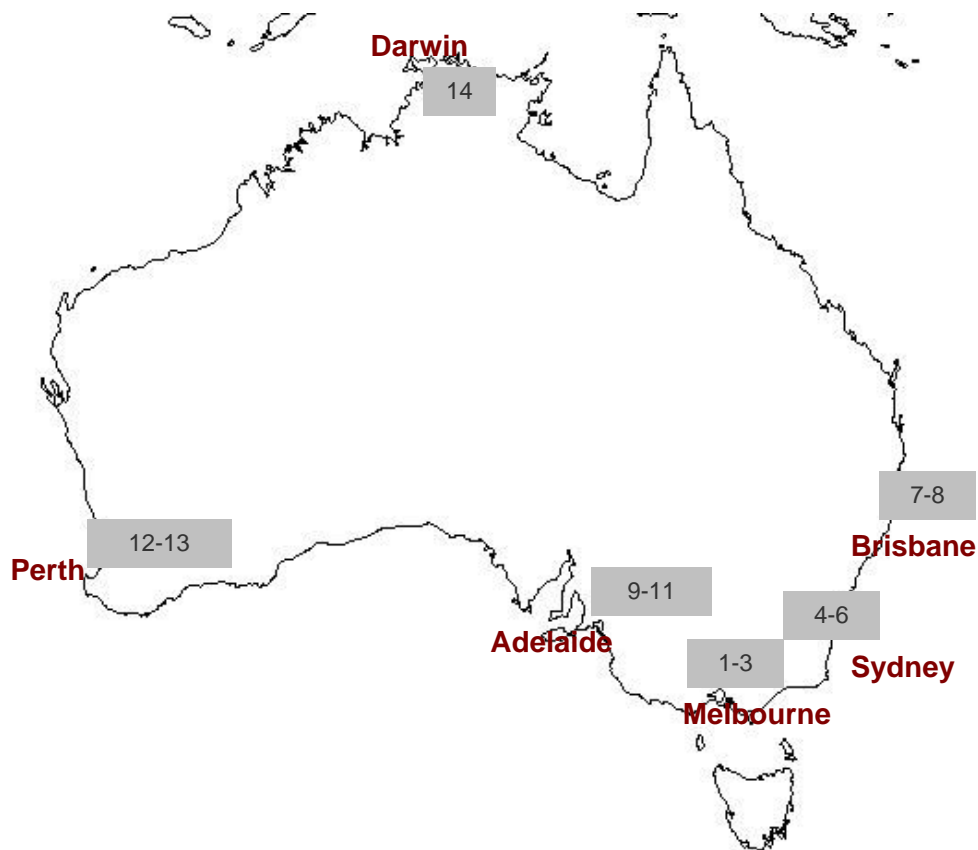 Darwin
14
7-8
12-13
Brisbane
Perth
9-11
4-6
Adelaide
1-3
Sydney
Melbourne